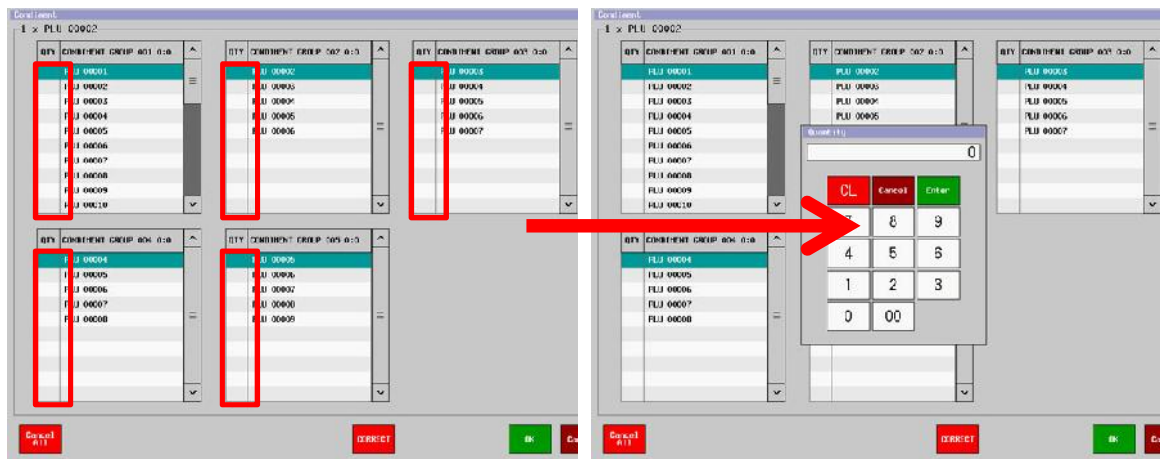 Condiment
1 x PLU 00002
QTY CONDIMENT GROUP 001 0:0
PLU 00001
PLU 00002
PLU 00003
PLU 00004
PLU 00005
PLU 00006
PLU 00007
PLU 00008
PLU 00009
PLU 00010
QTY CONDIMENT GROUP 002 0:0
PLU 00002
PLU 00003
PLU 00004
PLU 00005
PLU 00006
QTY CONDIMENT GROUP 003 0:0
PLU 00003
PLU 00004
PLU 00005
PLU 00006
PLU 00007
QTY CONDIMENT GROUP 004 0:0
PLU 00004
PLU 00005
PLU 00006
PLU 00007
PLU 00008
QTY CONDIMENT GROUP 005 0:0
PLU 00005
PLU 00006
PLU 00007
PLU 00008
PLU 00009
Cancel
All
CORRECT
OK
Condiment
1 x PLU 00002
QTY CONDIMENT GROUP 001 0:0
PLU 00001
PLU 00002
PLU 00003
PLU 00004
PLU 00005
PLU 00006
PLU 00007
PLU 00008
PLU 00009
PLU 00010
QTY CONDIMENT GROUP 002 0:0
PLU 00002
PLU 00003
PLU 00004
PLU 00005
QTY CONDIMENT GROUP 003 0:0
PLU 00003
PLU 00004
PLU 00005
PLU 00006
PLU 00007
Quantity
0
CL Cancel Enter
7 8 9
4 5 6
1 2 3
0 00
QTY CONDIMENT GROUP 004 0:0
PLU 00004
PLU 00005
PLU 00006
PLU 00007
PLU 00008
Cancel
All
CORRECT
OK